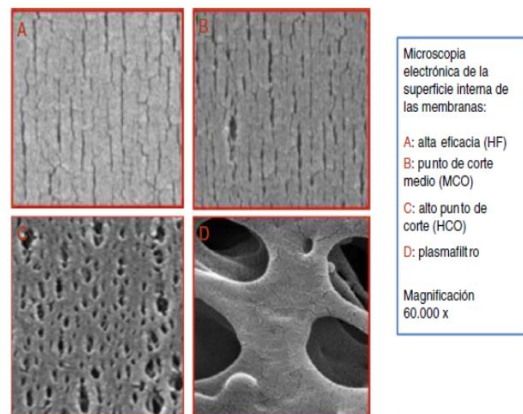 A
B
C
D
Microscopia
electrónica de la
superficie interna de
las membranas:
A: alta eficacia (HF)
B: punto de corte
medio (MCO)
C: alto punto de
corte (HCO)
D: plasmafiltro
Magnificación
60.000 x